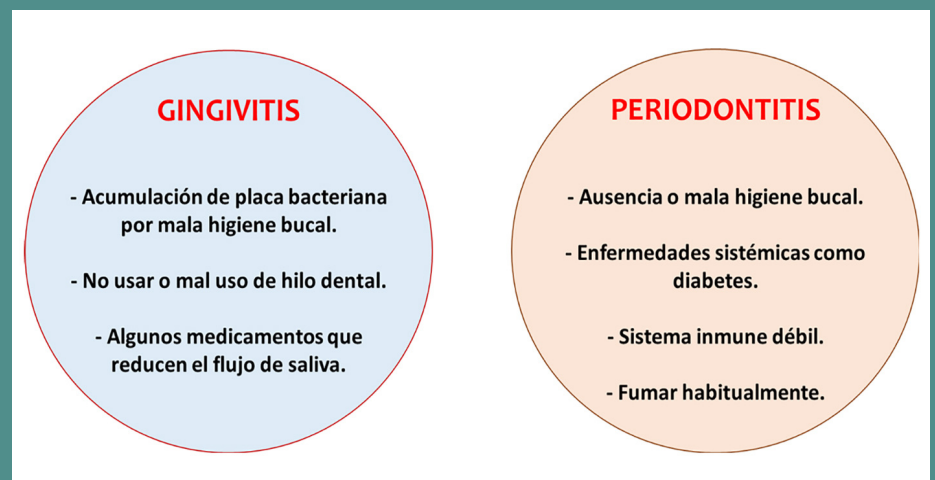 GINGIVITIS
- Acumulación de placa bacteriana
por mala higiene bucal.
- No usar o mal uso de hilo dental.
- Algunos medicamentos que
reducen el flujo de saliva.
PERIODONTITIS
- Ausencia o mala higiene bucal.
- Enfermedades sistémicas como
diabetes.
- Sistema inmune débil.
- Fumar habitualmente.